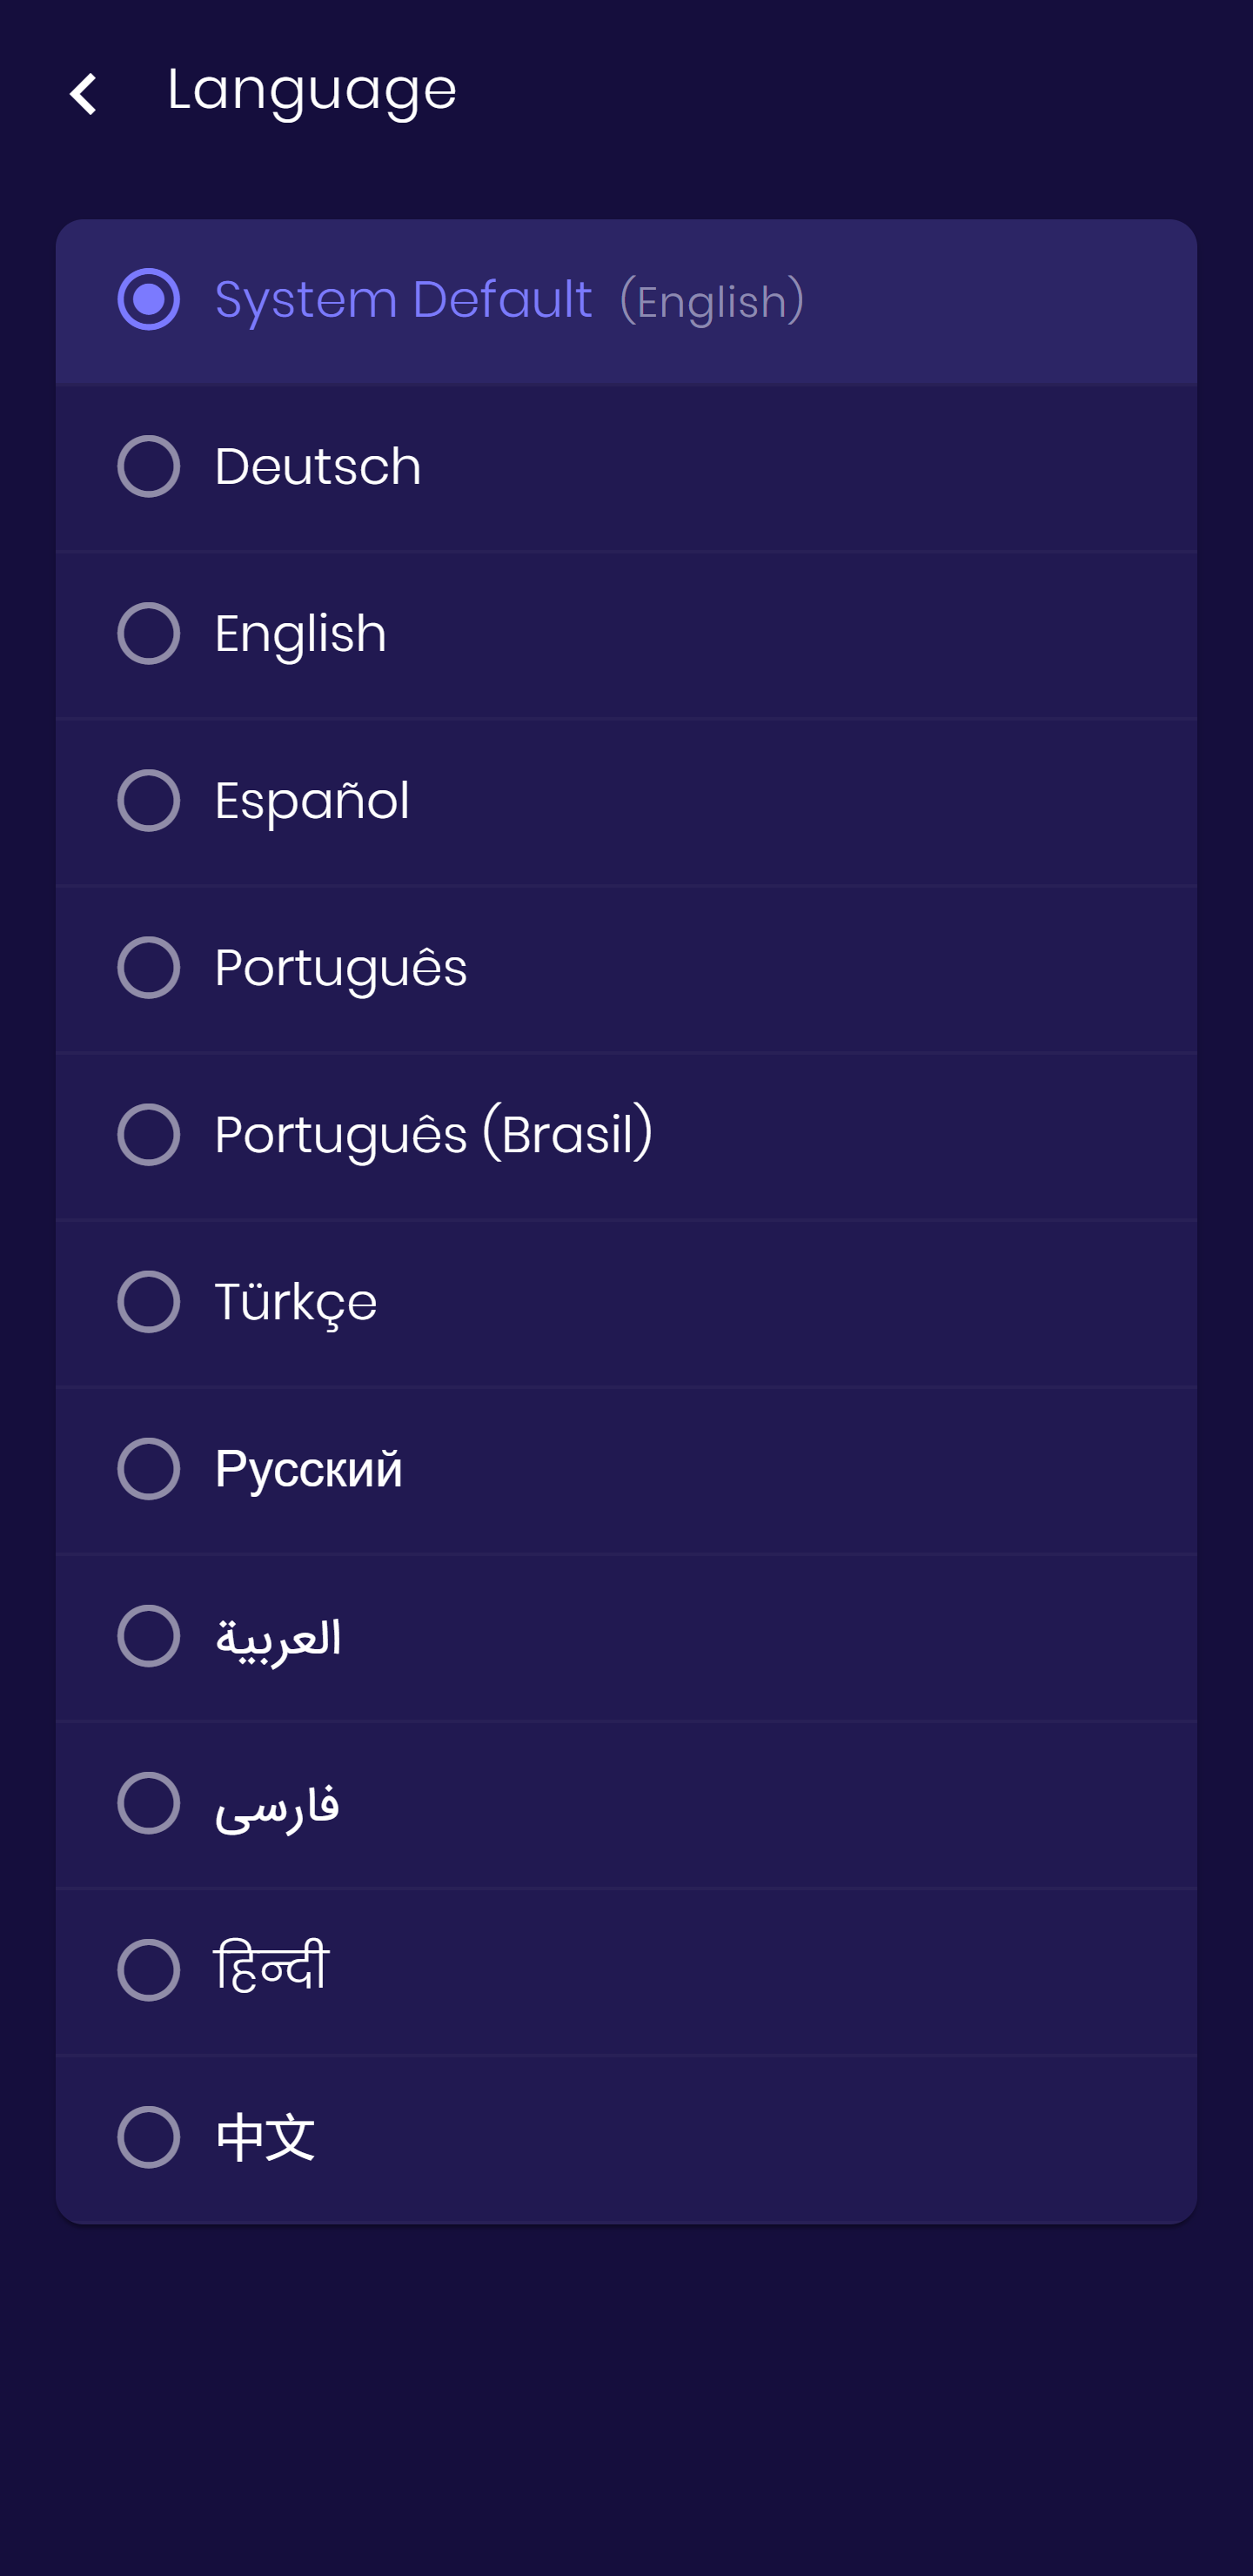 Language
System Default (English)
Deutsch
English
Español
Português
Português (Brasil)
Türkçe
Русский
العربية
فارسی
हिन्दी
中文